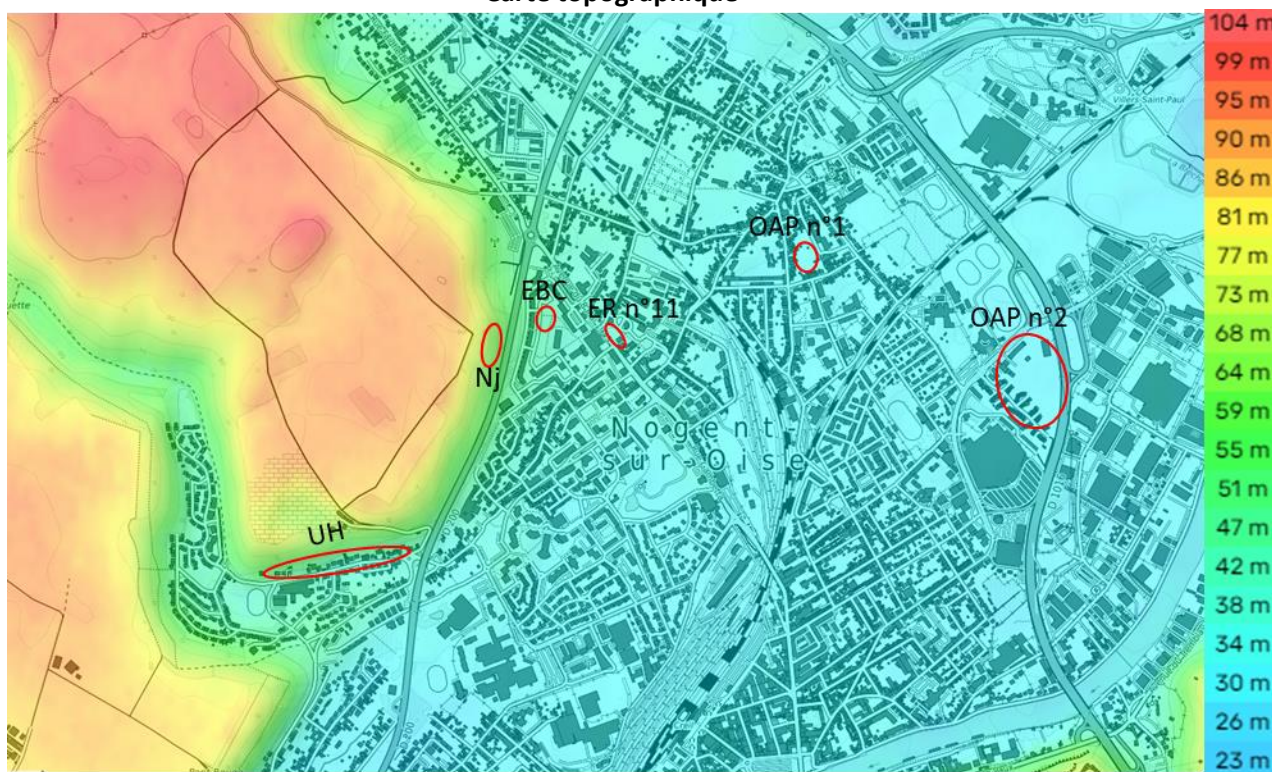 Carte topographique
104 m
99 m
95 m
90 m
86 m
81 m
77 m
73 m
68 m
64 m
59 m
55 m
51 m
47 m
42 m
38 m
34 m
30 m
26 m
23 m
Villers-Saint-Paul
OAP n°1
EBC
ER n°11
OAP n°2
Nj
Nogent-
sur-Oise
UH